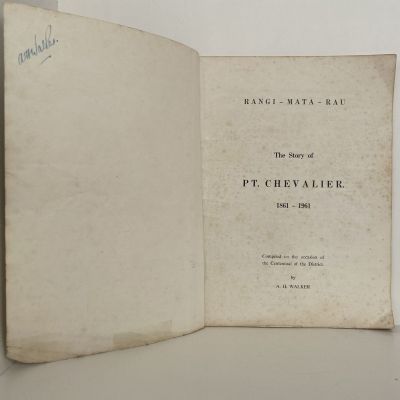 A H Walker.
RANGI - MATA - RAU
The Story of
PT. CHEVALIER.
1861 - 1961
Compiled on the occasion of
the Centennial of the District.
by
A. H. WALKER